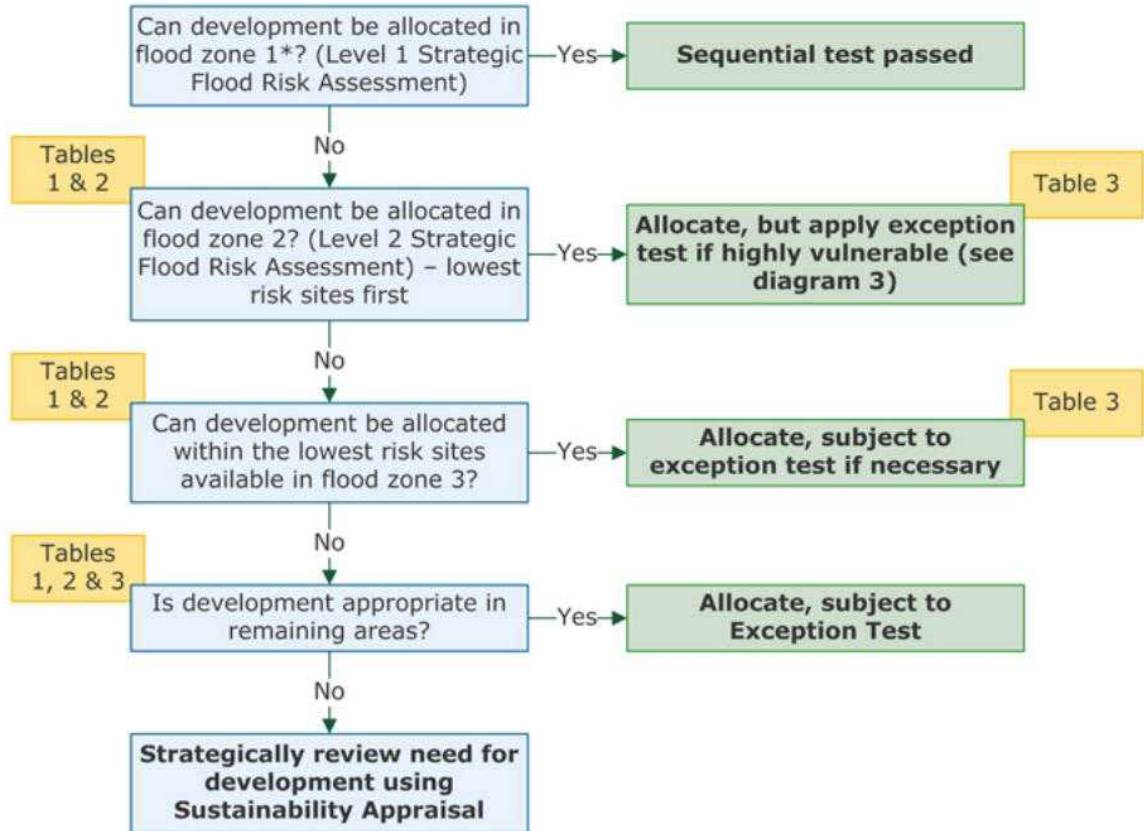 Can development be allocated in
flood zone 1*? (Level 1 Strategic
Flood Risk Assessment)
Yes
Sequential test passed
No
Tables
1 & 2
Can development be allocated in
flood zone 2? (Level 2 Strategic
Flood Risk Assessment) – lowest
risk sites first
Yes
Table 3
Allocate, but apply exception
test if highly vulnerable (see
diagram 3)
No
Tables
1 & 2
Can development be allocated
within the lowest risk sites
available in flood zone 3?
Yes
Table 3
Allocate, subject to
exception test if necessary
No
Tables
1, 2 & 3
Is development appropriate in
remaining areas?
Yes
Allocate, subject to
Exception Test
No
Strategically review need for
development using
Sustainability Appraisal